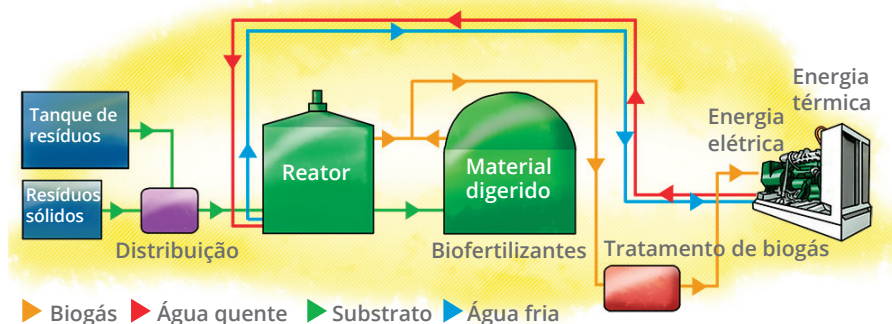 Energia
térmica
Energia
elétrica
Tanque de
resíduos
Reator
Material
digerido
Resíduos
sólidos
Distribuição
Biofertilizantes
Tratamento de biogás
Biogás
Água quente
Substrato
Água fria